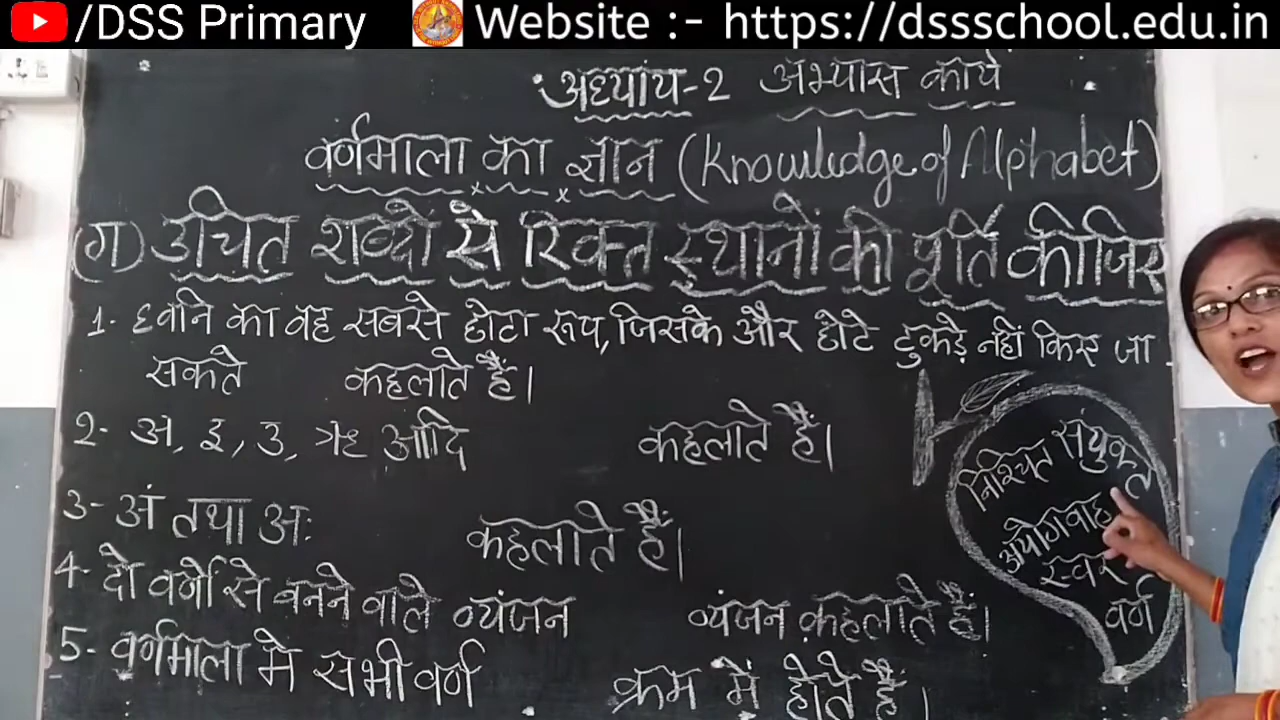 /DSS Primary Website :- https://dssschool.edu.in
अध्याय-2 अभ्यास कार्य
वर्णमाला का ज्ञान (Knowledge of Alphabet)
(ग) उचित शब्दों से रिक्त स्थानों की पूर्ति कीजिए
1- ध्वनि का वह सबसे छोटा रूप, जिसके और छोटे टुकड़े नहीं किए जा
सकते कहलाते हैं।
2- अ, इ, उ, ऋ आदि कहलाते हैं।
3- अं तथा अः कहलाते हैं।
4- दो वर्णों से बनने वाले व्यंजन व्यंजन कहलाते हैं।
5- वर्णमाला मे सभी वर्ण क्रम में होते हैं।
निश्चित संयुक्त
अयोगवाह
स्वर
वर्ण